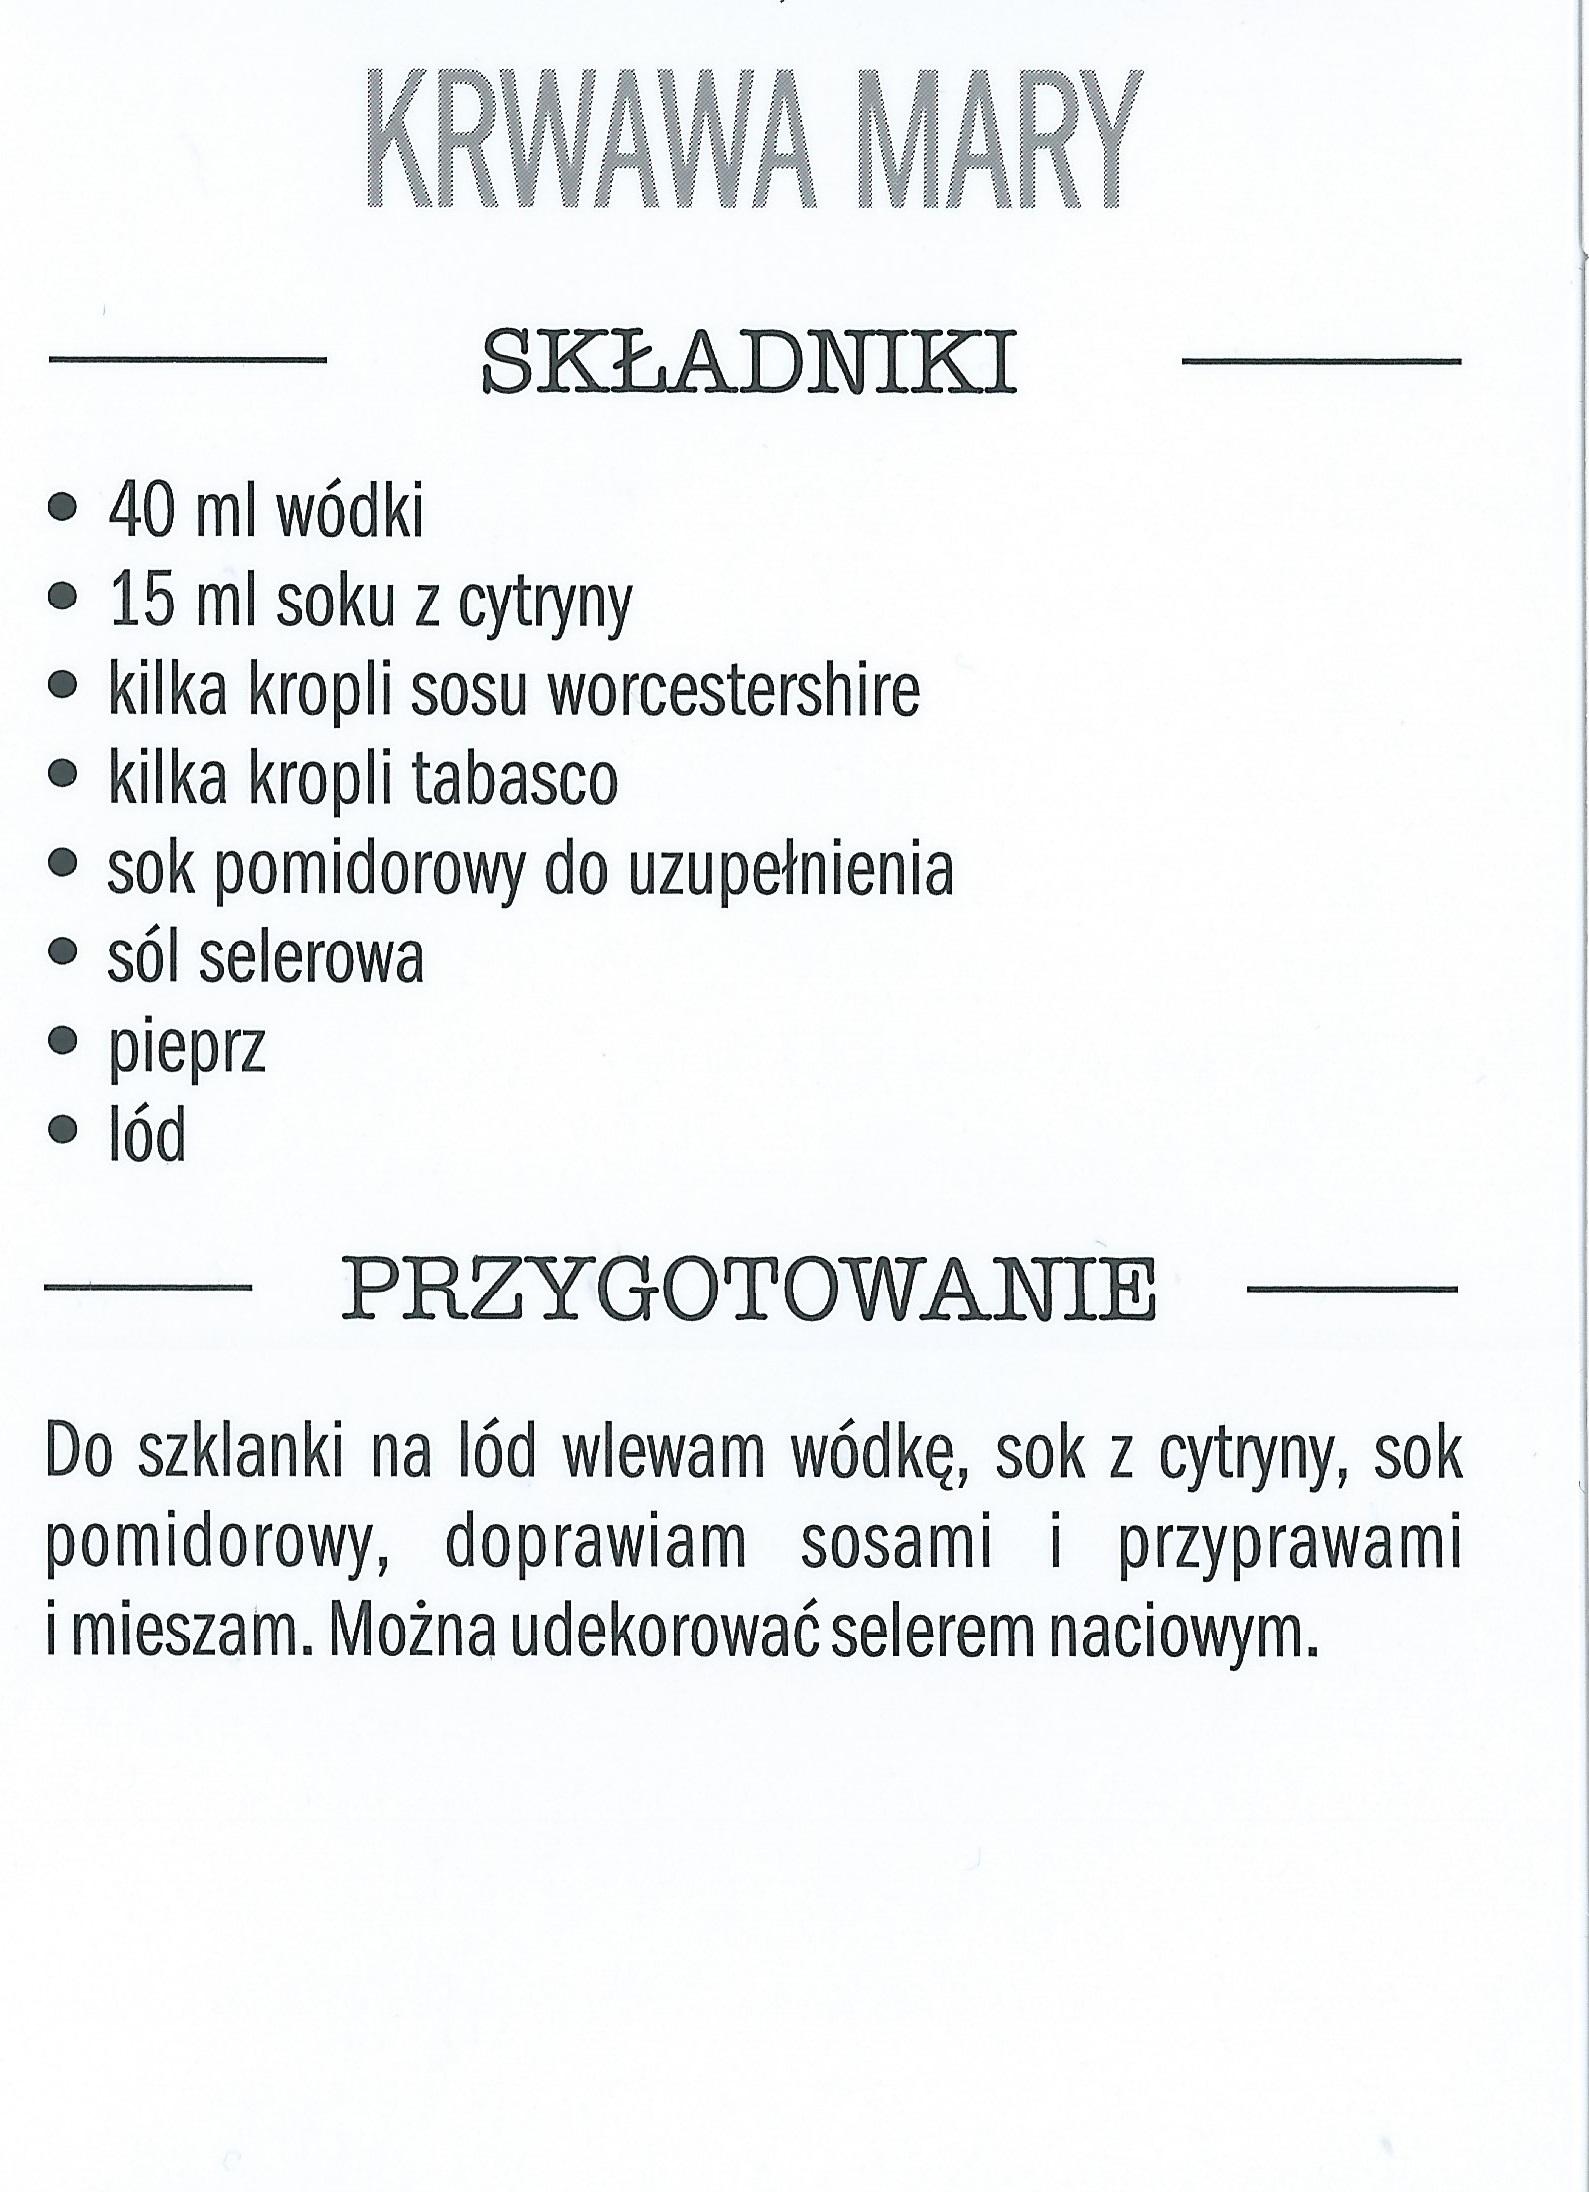 KRWAWA MARY
SKŁADNIKI
• 40 ml wódki
• 15 ml soku z cytryny
• kilka kropli sosu worcestershire
• kilka kropli tabasco
• sok pomidorowy do uzupełnienia
• sól selerowa
• pieprz
• lód
PRZYGOTOWANIE
Do szklanki na lód wlewam wódkę, sok z cytryny, sok
pomidorowy, doprawiam sosami i przyprawami
i mieszam. Można udekorować selerem naciowym.